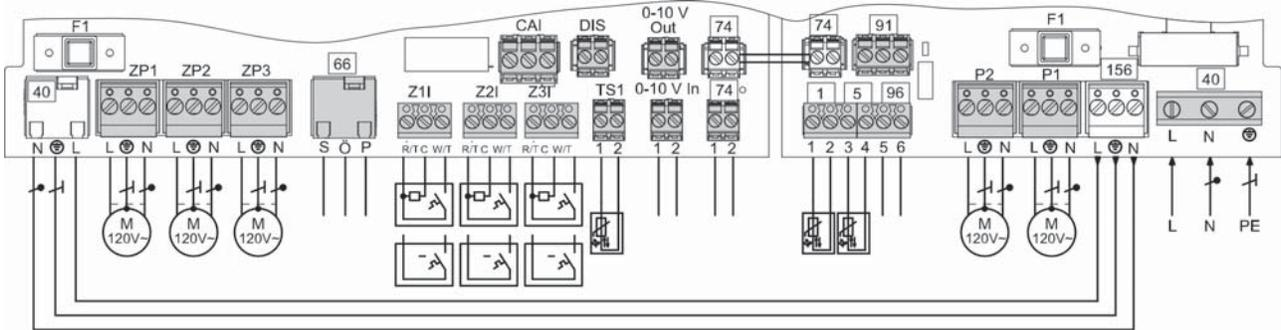 F1 CAI DIS 0-10 V Out 74 74 91 F1
40 ZP1 ZP2 ZP3 66 P2 P1 156 40
Z1I Z2I Z3I TS1 0-10 V In 74 1 5 96
N L L N L N L N S Ö P R/T C W/T R/T C W/T R/T C W/T 1 2 1 2 1 2 1 2 3 4 5 6 L N L N L N L N
M 120V~ M 120V~ M 120V~ M 120V~ M 120V~ L N PE